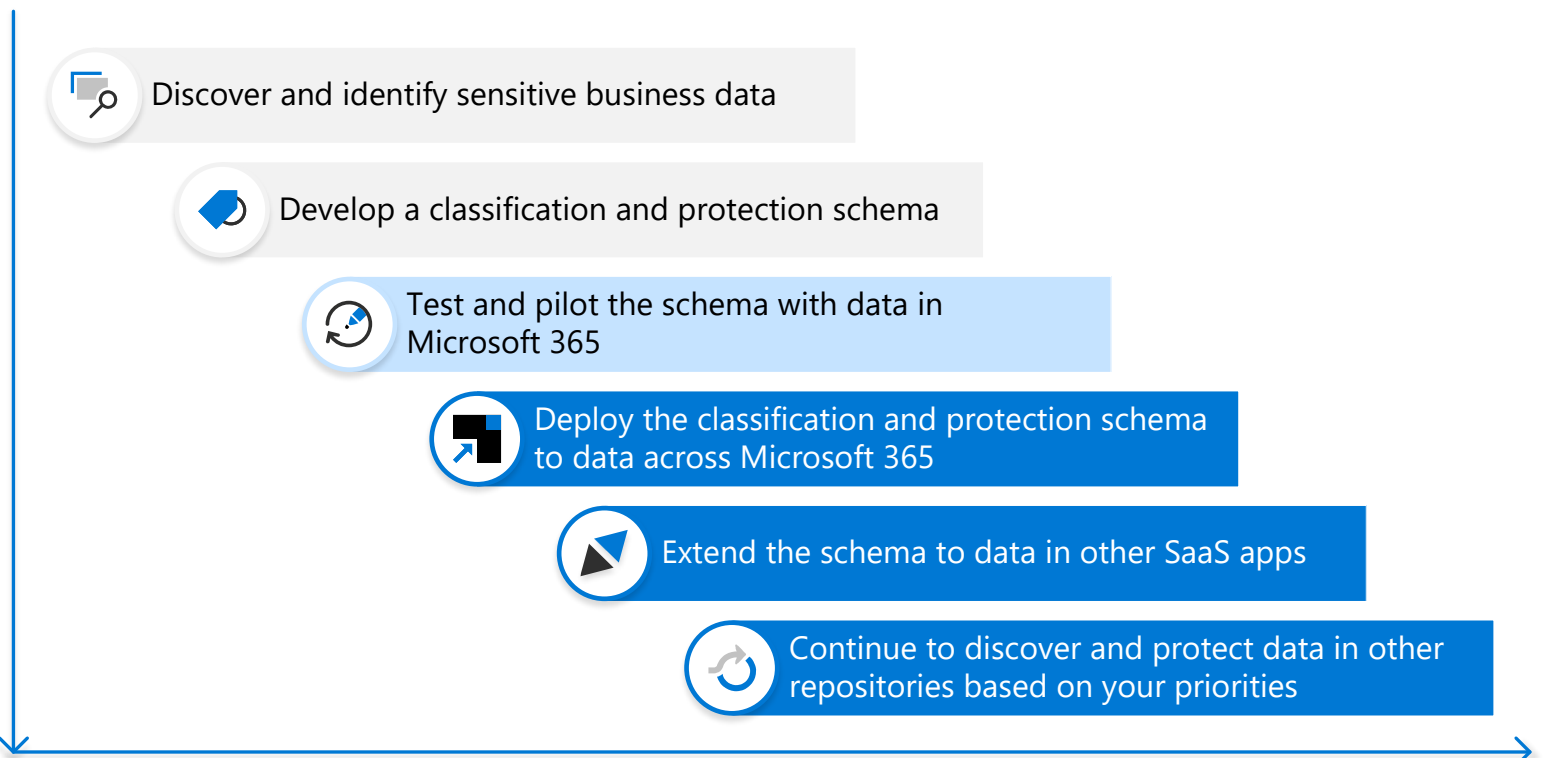 Discover and identify sensitive business data
Develop a classification and protection schema
Test and pilot the schema with data in
Microsoft 365
Deploy the classification and protection schema
to data across Microsoft 365
Extend the schema to data in other SaaS apps
Continue to discover and protect data in other
repositories based on your priorities